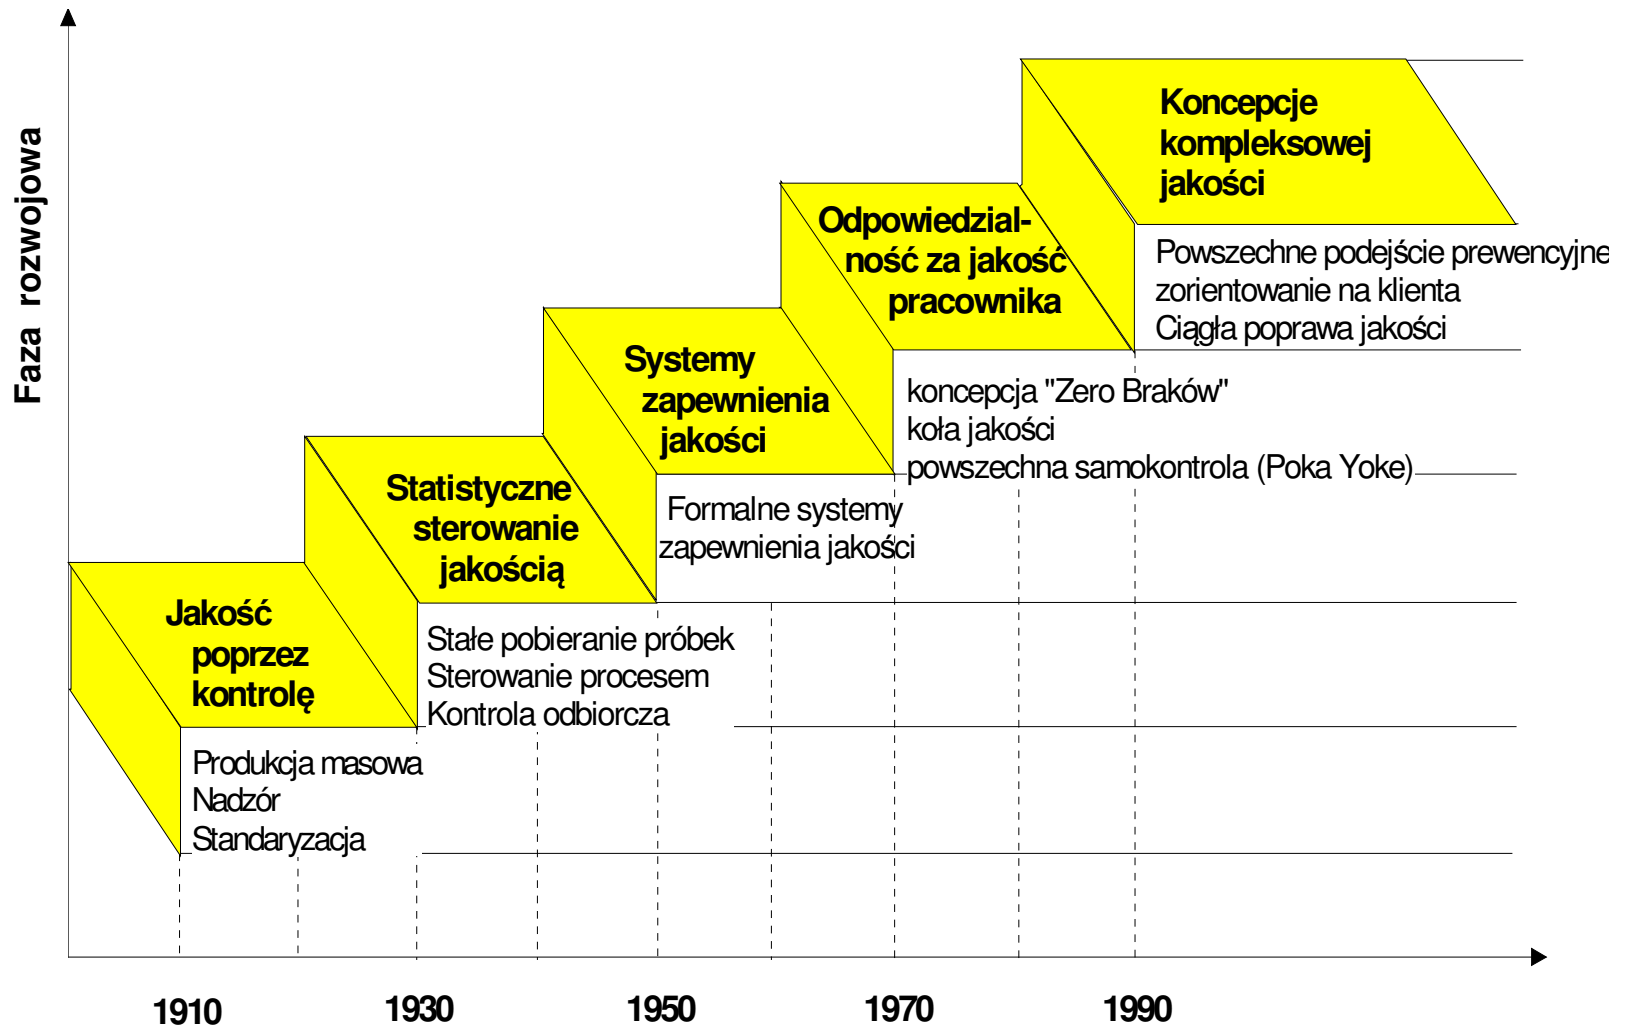 Faza rozwojowa
Koncepcje
kompleksowej
jakości
Powszechne podejście prewencyjne
zorientowanie na klienta
Ciągła poprawa jakości
Odpowiedzial-
ność za jakość
pracownika
koncepcja "Zero Braków"
koła jakości
powszechna samokontrola (Poka Yoke)
Systemy
zapewnienia
jakości
Formalne systemy
zapewnienia jakości
Statistyczne
sterowanie
jakością
Stałe pobieranie próbek
Sterowanie procesem
Kontrola odbiorcza
Jakość
poprzez
kontrolę
Produkcja masowa
Nadzór
Standaryzacja
1910 1930 1950 1970 1990